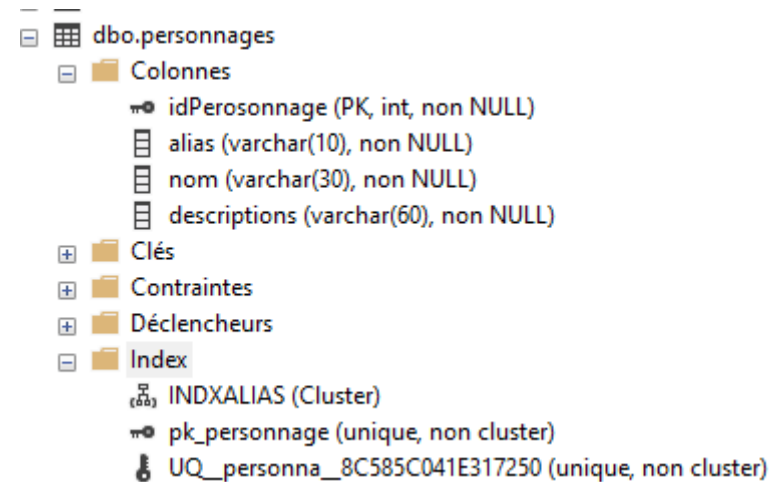 dbo.personnages
Colonnes
idPerosonnage (PK, int, non NULL)
alias (varchar(10), non NULL)
nom (varchar(30), non NULL)
descriptions (varchar(60), non NULL)
Clés
Contraintes
Déclencheurs
Index
INDXALIAS (Cluster)
pk_personnage (unique, non cluster)
UQ__personna__8C585C041E317250 (unique, non cluster)